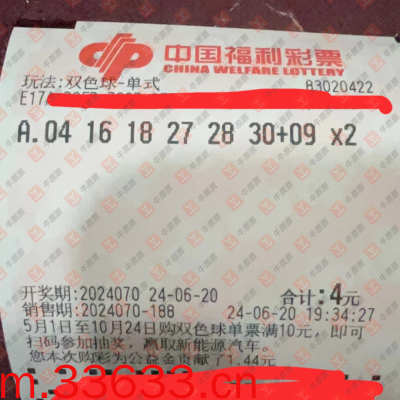 中国福利彩票
CHINA WELFARE LOTTERY
玩法:双色球-单式
83020422
A.04 16 18 27 28 30+09 x2
开奖期:2024070 24-06-20 合计:4元
销售期:2024070-188 24-06-20 19:34:27
5月1日至10月24日购双色球单票满10元，即可
扫码参加抽奖，赢取新能源汽车。
您本次购彩为公益金贡献了1.44元
m.33633.cn